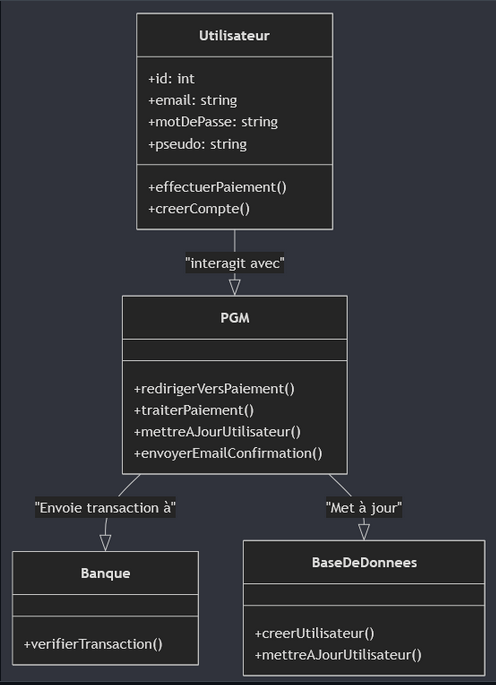 Utilisateur
+id: int
+email: string
+motDePasse: string
+pseudo: string
+effectuerPaiement()
+creerCompte()
"interagit avec"
PGM
+redirigerVersPaiement()
+traiterPaiement()
+mettreAJourUtilisateur()
+envoyerEmailConfirmation()
"Envoie transaction à"
"Met à jour"
Banque
+verifierTransaction()
BaseDeDonnees
+creerUtilisateur()
+mettreAJourUtilisateur()